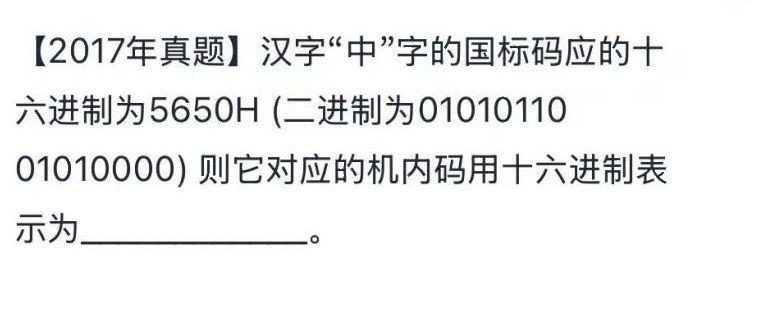 【2017年真题】汉字“中”字的国标码应的十
六进制为5650H (二进制为01010110
01010000) 则它对应的机内码用十六进制表
示为______________。